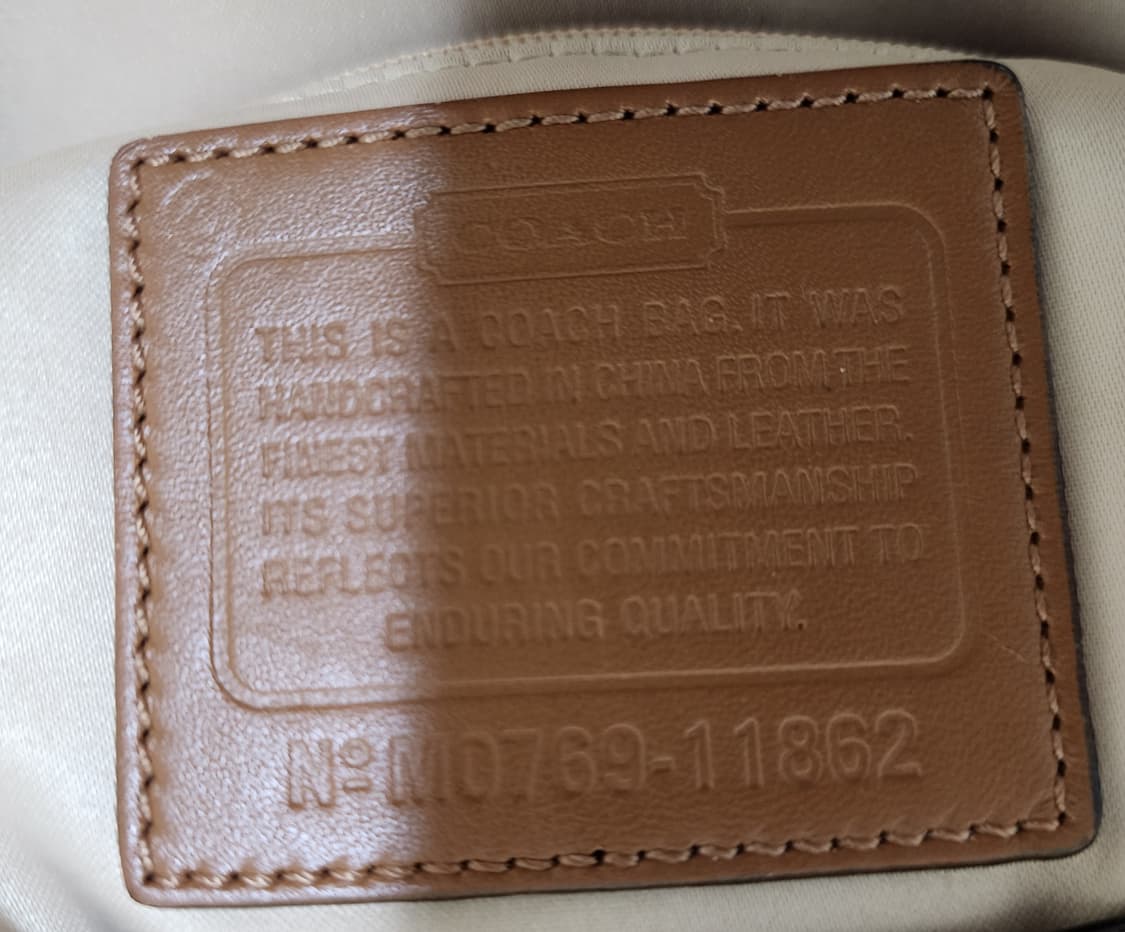 COACH
THIS IS A COACH BAG. IT WAS
HANDCRAFTED IN CHINA FROM THE
FINEST MATERIALS AND LEATHER.
ITS SUPERIOR CRAFTSMANSHIP
REFLECTS OUR COMMITMENT TO
ENDURING QUALITY.
Nº M0769-11862